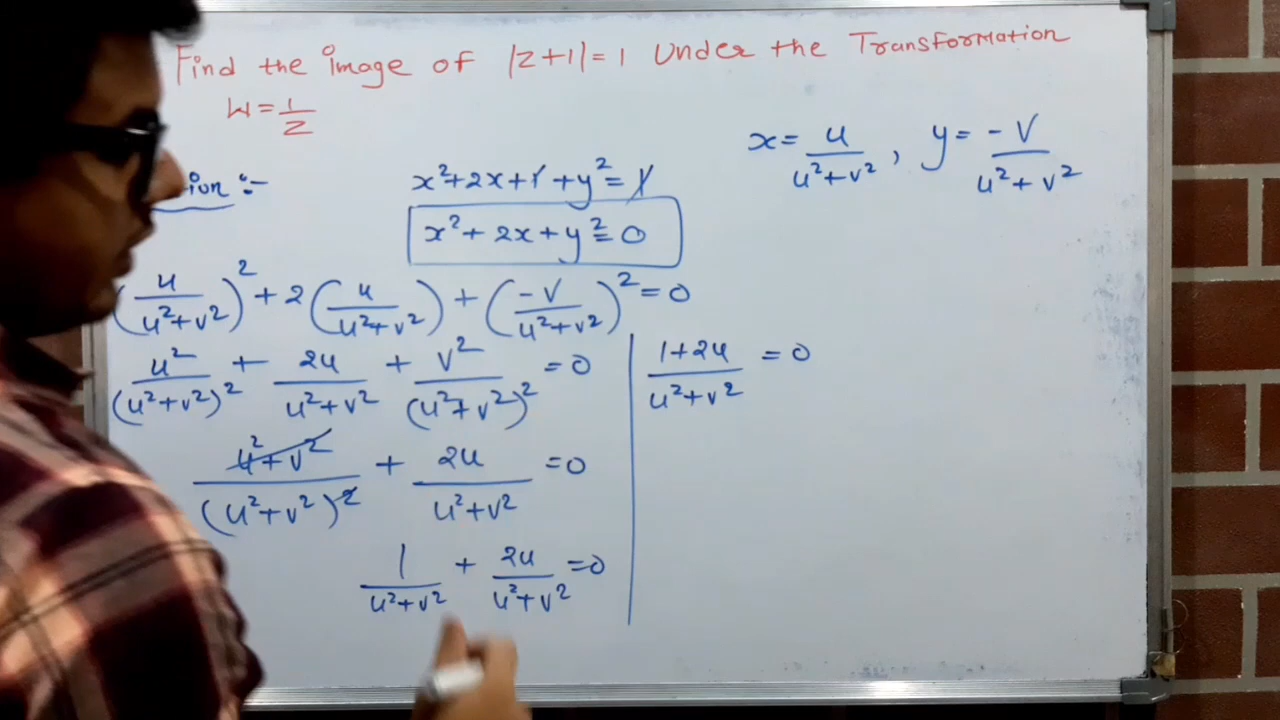 Find the image of |z+1|=1 Under the Transformation
W=1/Z
x= u/(u²+v²), y= -v/(u²+v²)
x²+2x+1+y²=1
x²+2x+y²=0
(u/(u²+v²))²+2(u/(u²+v²))+(-v/(u²+v²))²=0
u²/(u²+v²)²+2u/(u²+v²)+v²/(u²+v²)²=0
(u²+v²)/(u²+v²)²+2u/(u²+v²)=0
1/(u²+v²)+2u/(u²+v²)=0
(1+2u)/(u²+v²)=0